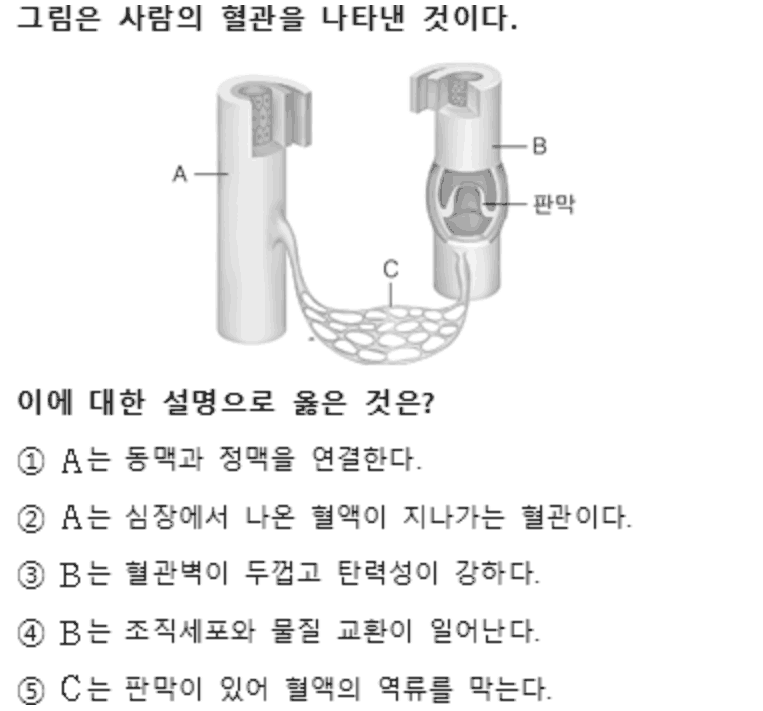 그림은 사람의 혈관을 나타낸 것이다.
A
B
판막
C
이에 대한 설명으로 옳은 것은?
① A는 동맥과 정맥을 연결한다.
② A는 심장에서 나온 혈액이 지나가는 혈관이다.
③ B는 혈관벽이 두껍고 탄력성이 강하다.
④ B는 조직세포와 물질 교환이 일어난다.
⑤ C는 판막이 있어 혈액의 역류를 막는다.